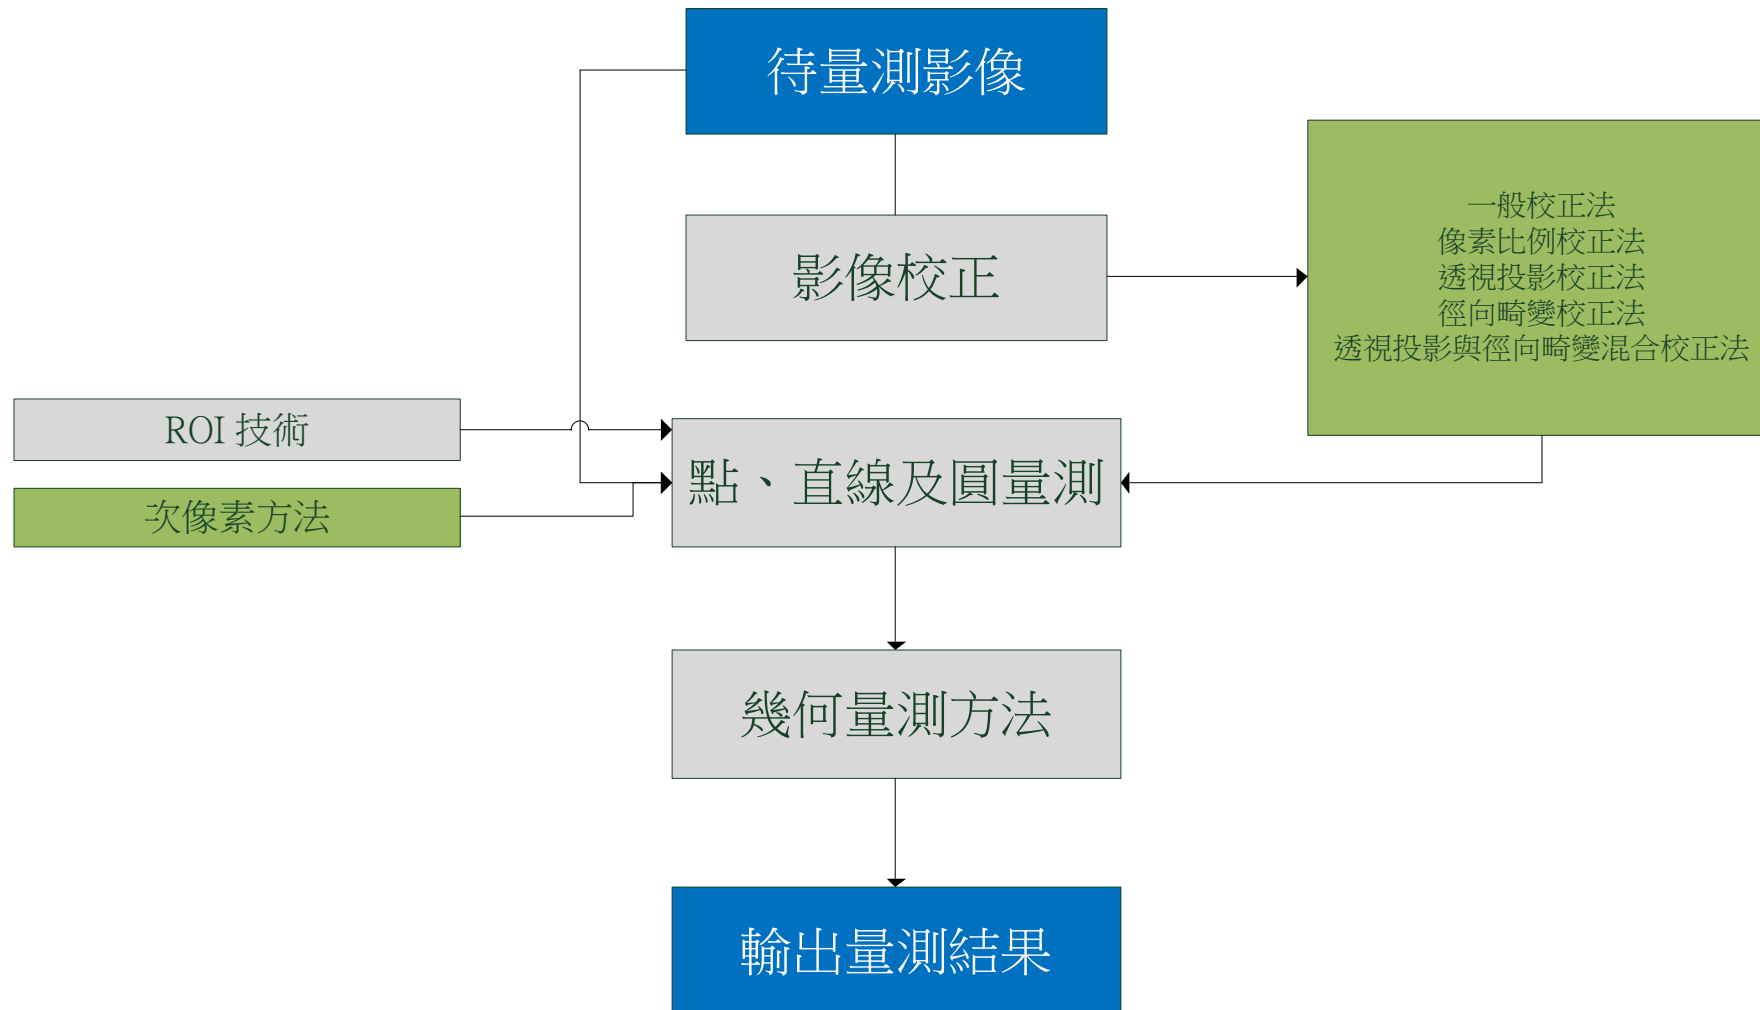 待量測影像
影像校正
一般校正法
像素比例校正法
透視投影校正法
徑向畸變校正法
透視投影與徑向畸變混合校正法
ROI 技術
次像素方法
點、直線及圓量測
幾何量測方法
輸出量測結果